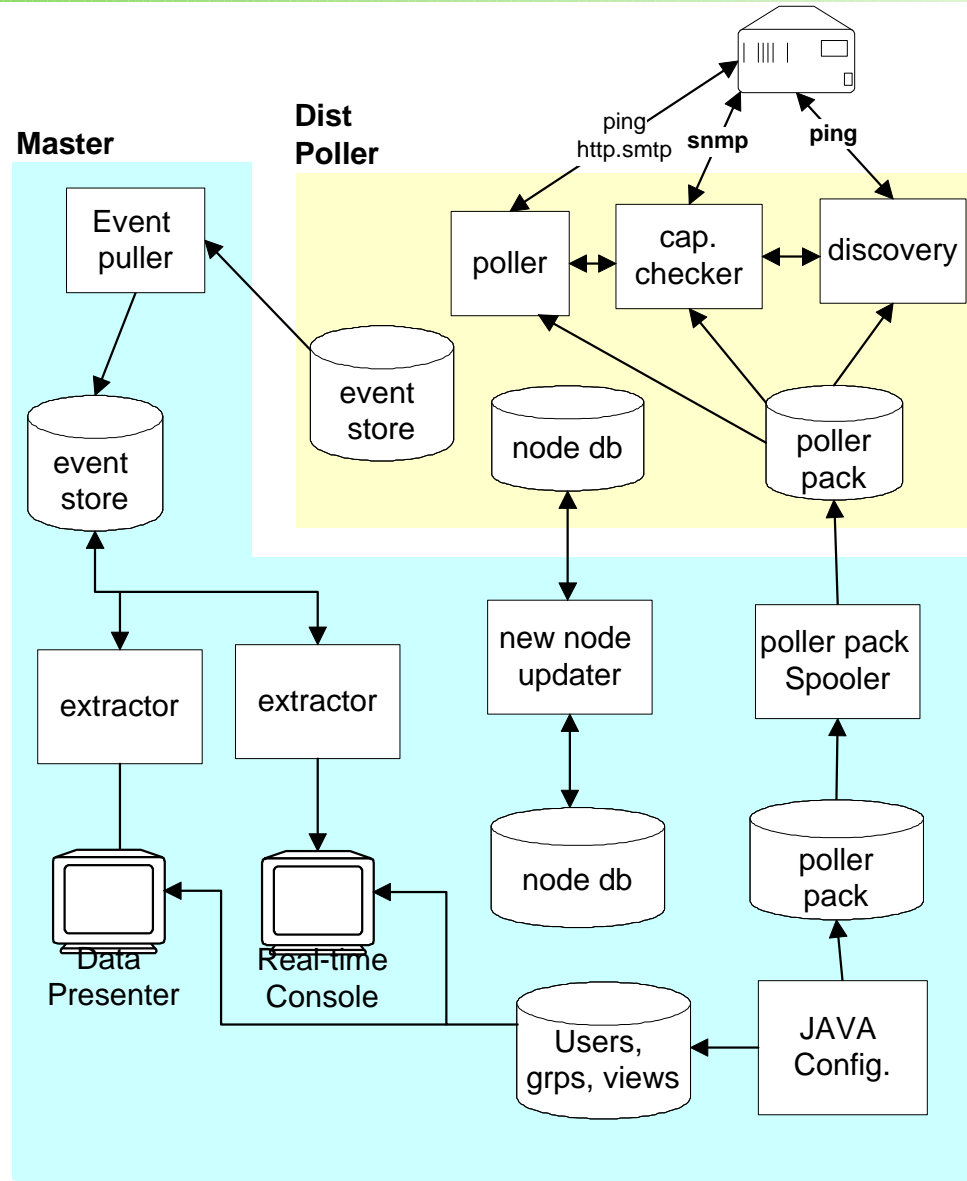 Master
Dist
Poller
ping
http.smtp
snmp
ping
Event
puller
poller
cap.
checker
discovery
event
store
event
store
node db
poller
pack
extractor
extractor
new node
updater
poller pack
Spooler
node db
poller
pack
Data
Presenter
Real-time
Console
Users,
grps, views
JAVA
Config.